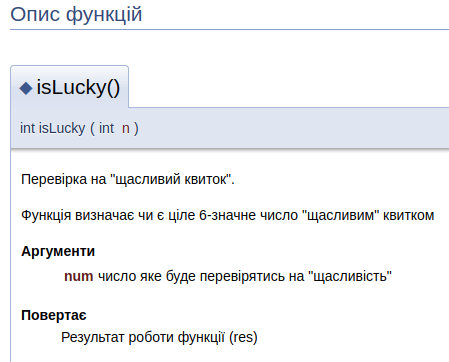 Опис функцій
◆ isLucky()
int isLucky ( int n )
Перевірка на "щасливий квиток".
Функція визначає чи є ціле 6-значне число "щасливим" квитком
Аргументи
num число яке буде перевірятись на "щасливість"
Повертає
Результат роботи функції (res)